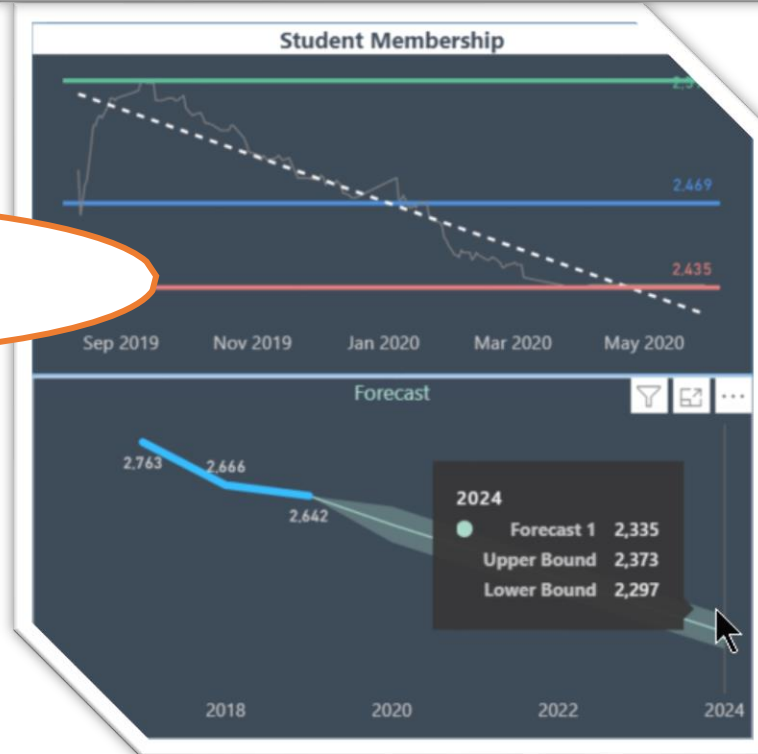 Student Membership
2,469
2,435
Sep 2019 Nov 2019 Jan 2020 Mar 2020 May 2020
Forecast
2,763
2,666
2,642
2024
Forecast 1 2,335
Upper Bound 2,373
Lower Bound 2,297
2018 2020 2022 2024